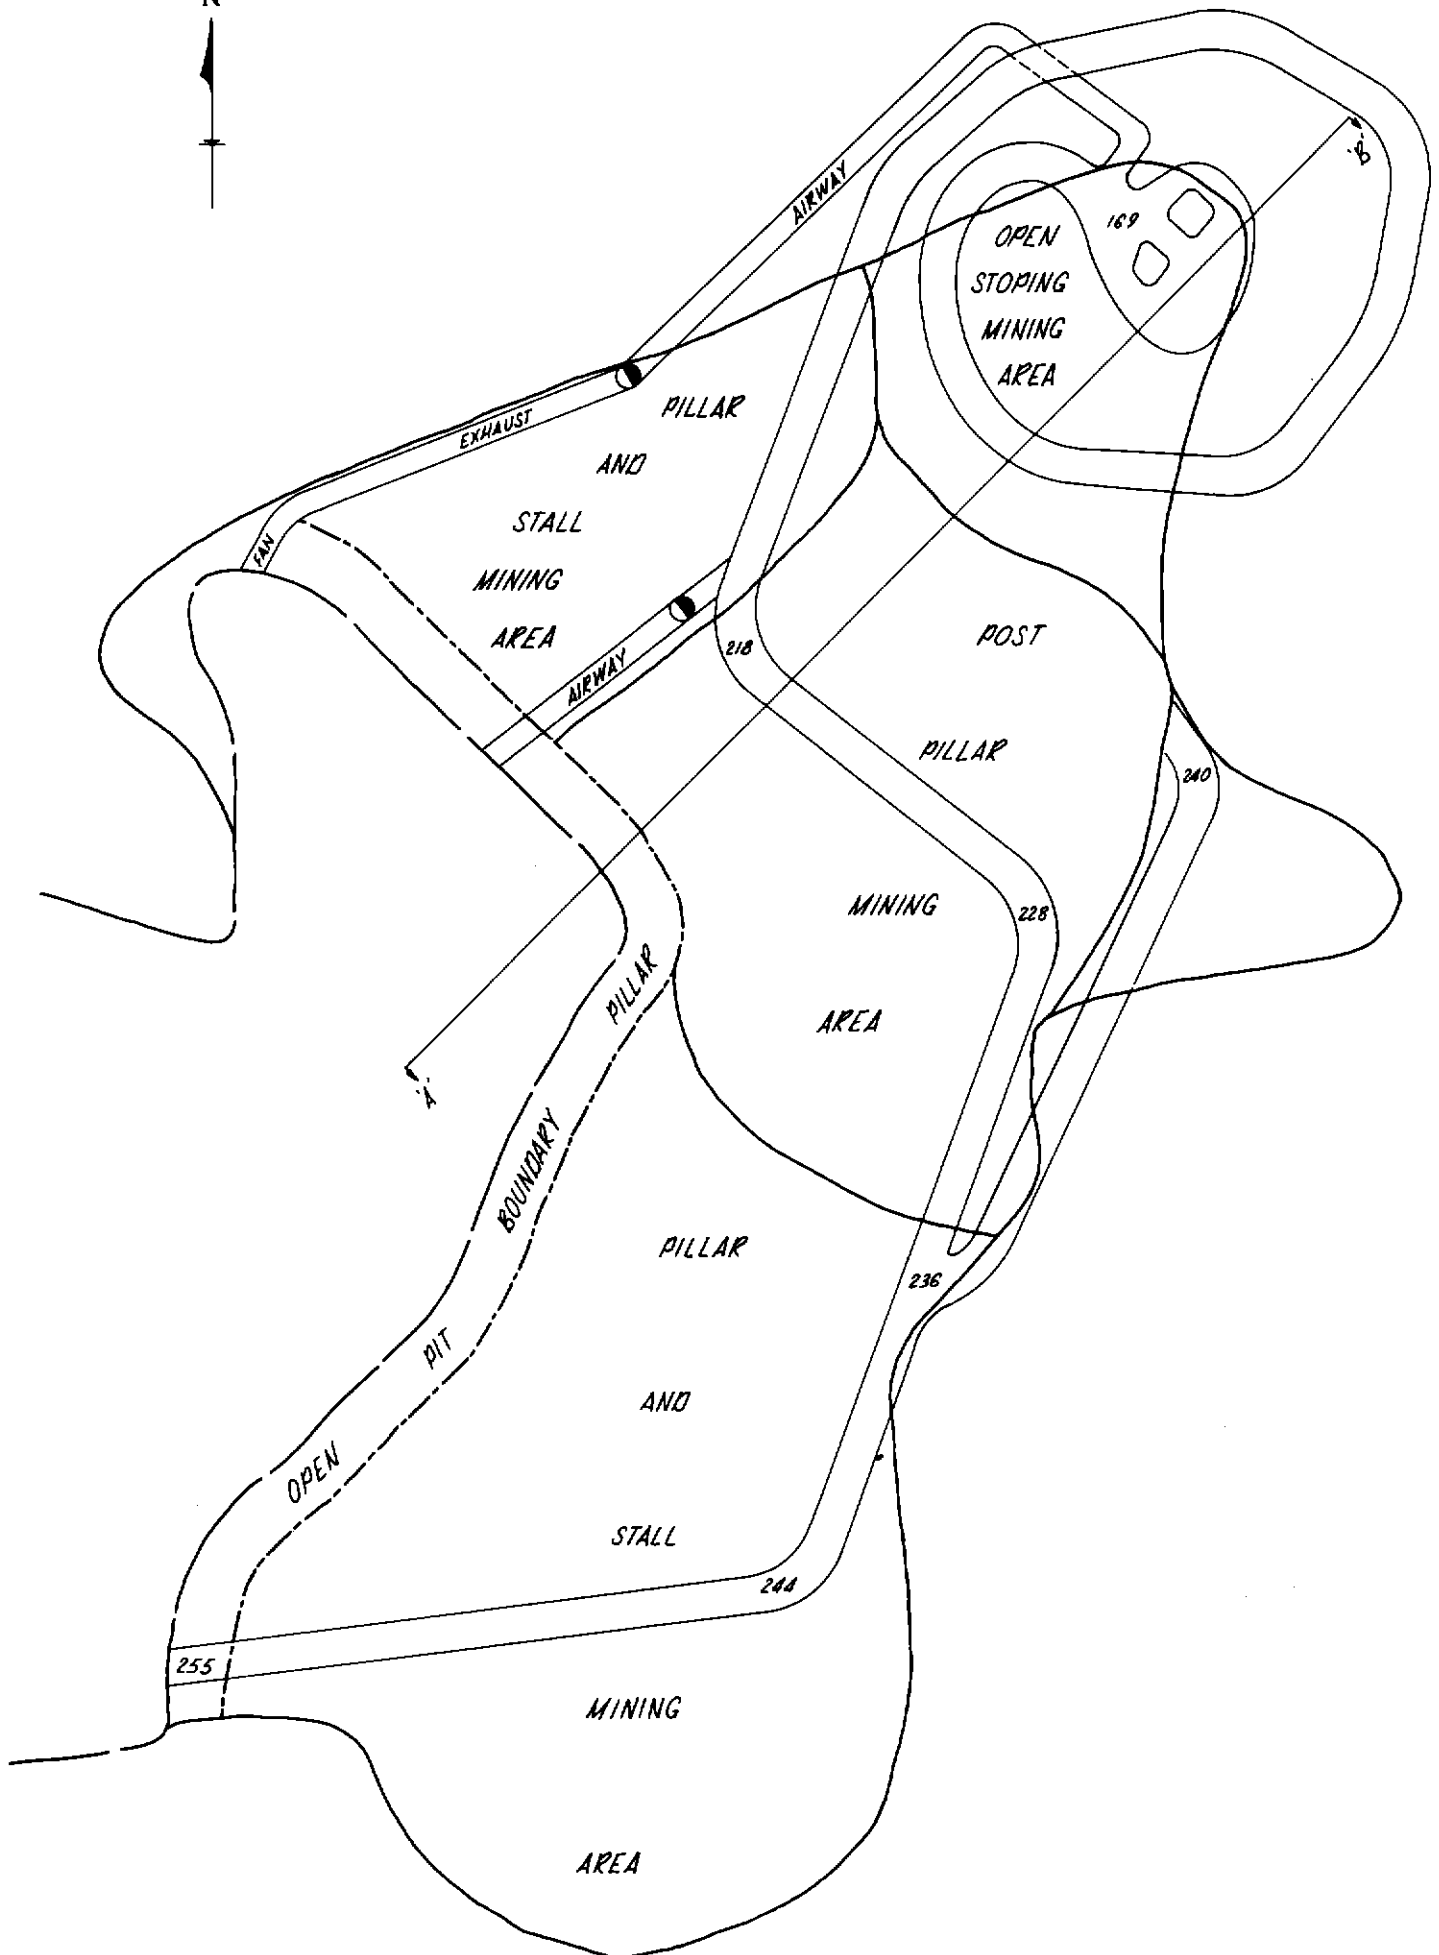 N
AIRWAY
'B'
169
OPEN
STOPING
MINING
AREA
EXHAUST
FAN
PILLAR
AND
STALL
MINING
AREA
AIRWAY
218
POST
PILLAR
MINING
AREA
240
228
'A'
OPEN PIT BOUNDARY PILLAR
PILLAR
AND
STALL
MINING
AREA
236
244
255